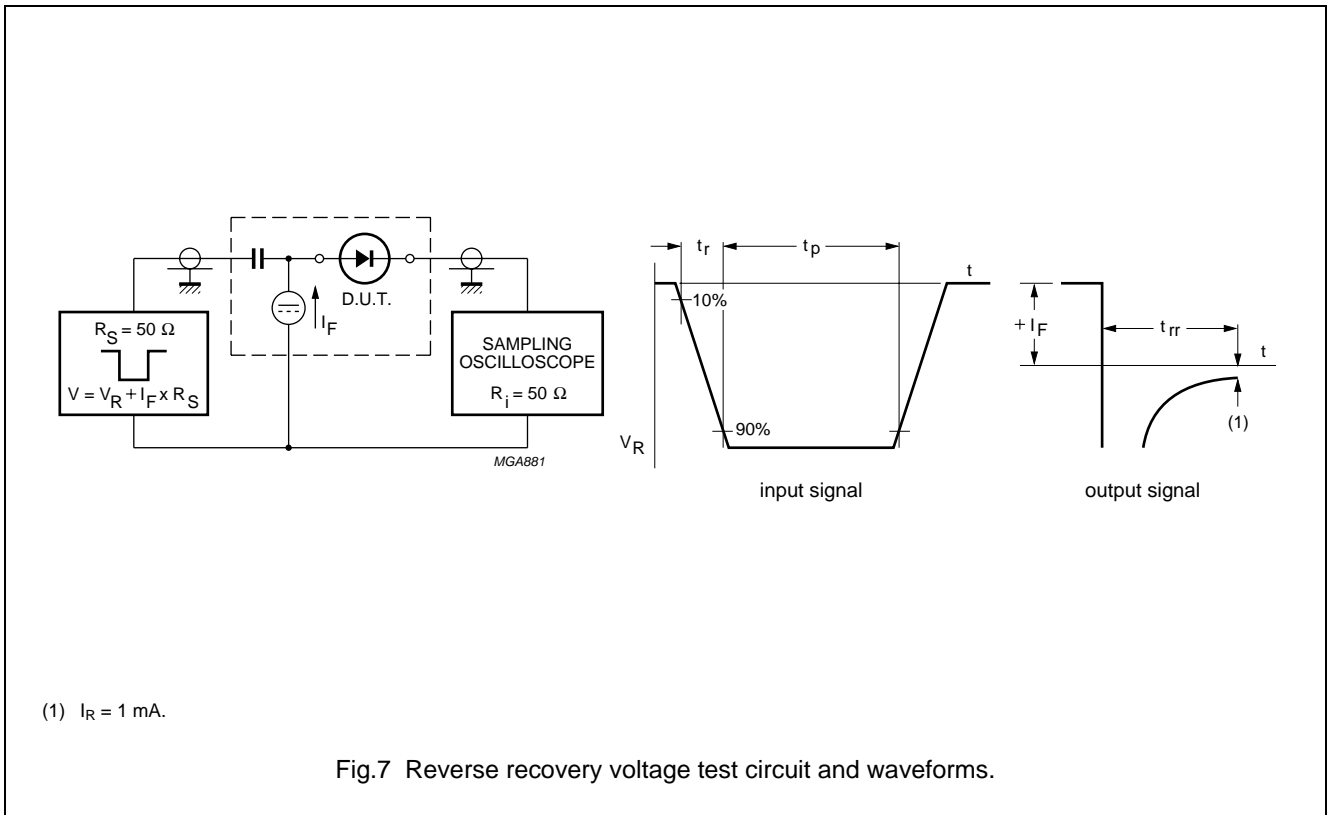 R_S = 50 Ω
V = V_R + I_F x R_S
I_F
D.U.T.
SAMPLING
OSCILLOSCOPE
R_i = 50 Ω
MGA881
t_r
t_p
t
10%
90%
V_R
input signal
+ I_F
t_rr
t
(1)
output signal
(1) I_R = 1 mA.
Fig.7 Reverse recovery voltage test circuit and waveforms.